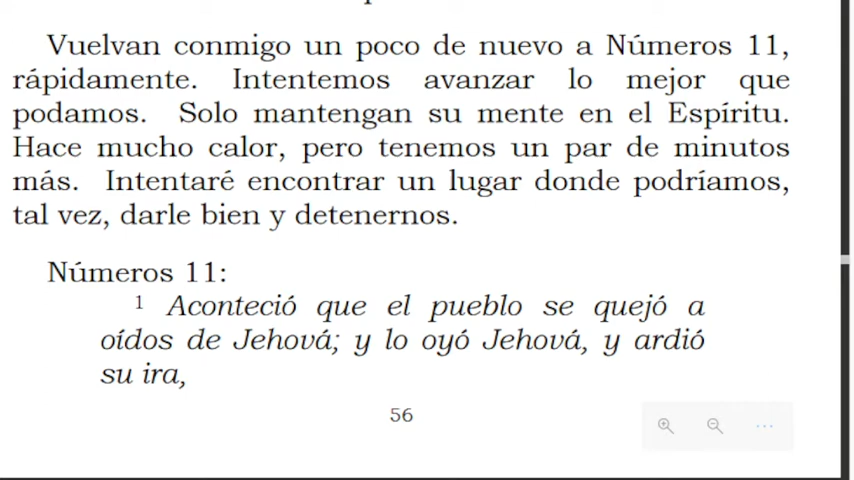 Vuelvan conmigo un poco de nuevo a Números 11,
rápidamente. Intentemos avanzar lo mejor que
podamos. Solo mantengan su mente en el Espíritu.
Hace mucho calor, pero tenemos un par de minutos
más. Intentaré encontrar un lugar donde podríamos,
tal vez, darle bien y detenernos.
Números 11:
1 Aconteció que el pueblo se quejó a
oídos de Jehová; y lo oyó Jehová, y ardió
su ira,
56